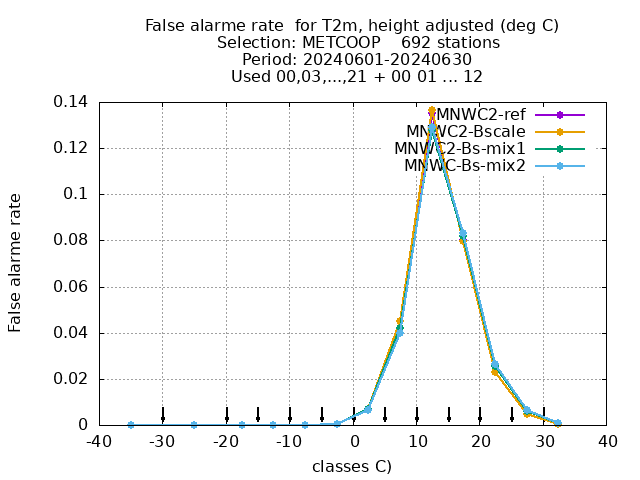 False alarme rate  for T2m, height adjusted (deg C)
Selection: METCOOP    692 stations
Period: 20240601-20240630
Used 00,03,...,21 + 00 01 ... 12
False alarme rate
0.14
0.12
0.1
0.08
0.06
0.04
0.02
0
MNWC2-ref
MNWC2-Bscale
MNWC2-Bs-mix1
MNWC-Bs-mix2
-40 -30 -20 -10 0 10 20 30 40
classes C)